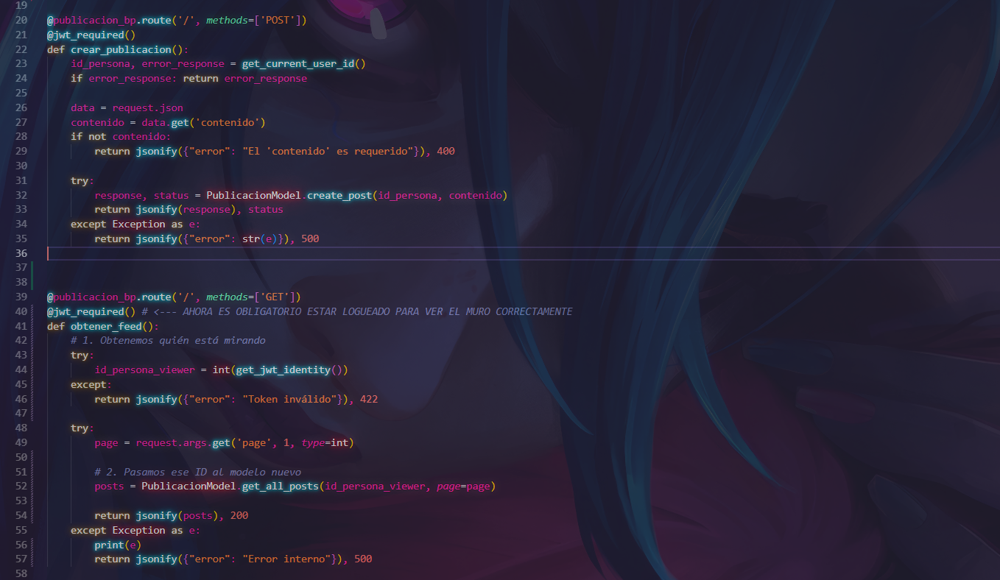 19
20 @publicacion_bp.route('/', methods=['POST'])
21 @jwt_required()
22 def crear_publicacion():
23     id_persona, error_response = get_current_user_id()
24     if error_response: return error_response
25
26     data = request.json
27     contenido = data.get('contenido')
28     if not contenido:
29         return jsonify({"error": "El 'contenido' es requerido"}), 400
30
31     try:
32         response, status = PublicacionModel.create_post(id_persona, contenido)
33         return jsonify(response), status
34     except Exception as e:
35         return jsonify({"error": str(e)}), 500
36
37
38
39 @publicacion_bp.route('/', methods=['GET'])
40 @jwt_required() # <--- AHORA ES OBLIGATORIO ESTAR LOGUEADO PARA VER EL MURO CORRECTAMENTE
41 def obtener_feed():
42     # 1. Obtenemos quién está mirando
43     try:
44         id_persona_viewer = int(get_jwt_identity())
45     except:
46         return jsonify({"error": "Token inválido"}), 422
47
48     try:
49         page = request.args.get('page', 1, type=int)
50
51         # 2. Pasamos ese ID al modelo nuevo
52         posts = PublicacionModel.get_all_posts(id_persona_viewer, page=page)
53
54         return jsonify(posts), 200
55     except Exception as e:
56         print(e)
57         return jsonify({"error": "Error interno"}), 500
58